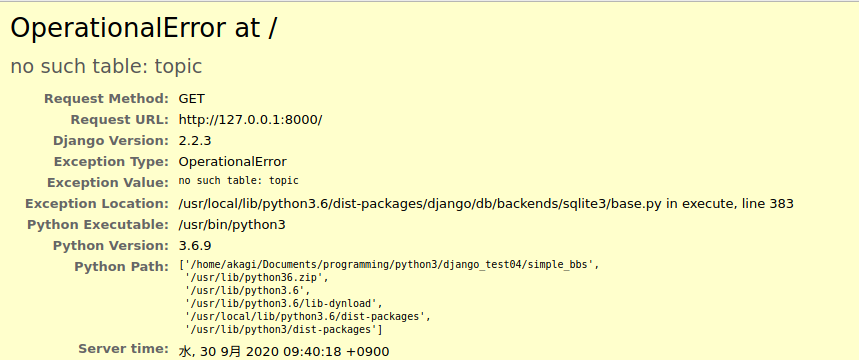 OperationalError at /
no such table: topic
Request Method: GET
Request URL: http://127.0.0.1:8000/
Django Version: 2.2.3
Exception Type: OperationalError
Exception Value: no such table: topic
Exception Location: /usr/local/lib/python3.6/dist-packages/django/db/backends/sqlite3/base.py in execute, line 383
Python Executable: /usr/bin/python3
Python Version: 3.6.9
Python Path: ['/home/akagi/Documents/programming/python3/django_test04/simple_bbs',
'/usr/lib/python36.zip',
'/usr/lib/python3.6',
'/usr/lib/python3.6/lib-dynload',
'/usr/local/lib/python3.6/dist-packages',
'/usr/lib/python3/dist-packages']
Server time: 水, 30 9月 2020 09:40:18 +0900